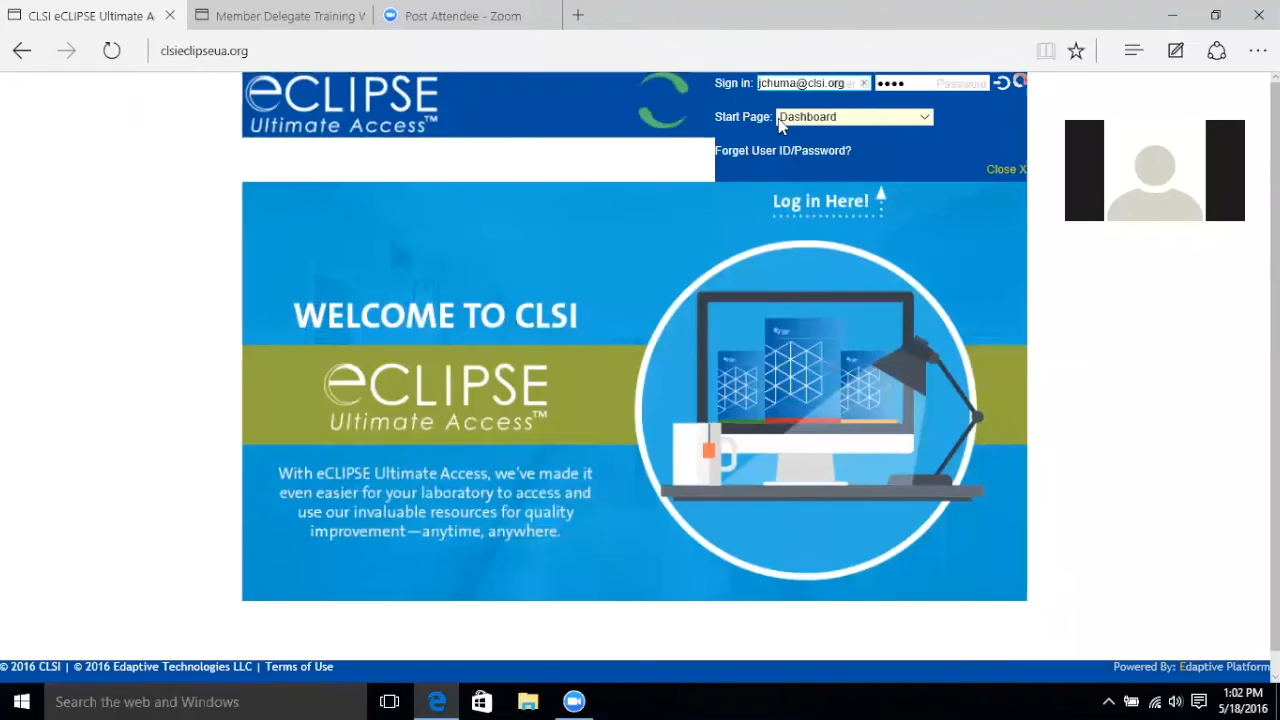 CLSI eCLIPSE Ultimate A
Member Delegate Training V
Post Attendee - Zoom
clsieclipseua.org
eCLIPSE
Ultimate Access™
Sign in:
jchuma@clsi.org
Password
Start Page:
Dashboard
Forget User ID/Password?
Close X
Log in Here!
WELCOME TO CLSI
eCLIPSE
Ultimate Access™
With eCLIPSE Ultimate Access, we've made it
even easier for your laboratory to access and
use our invaluable resources for quality
improvement—anytime, anywhere.
© 2016 CLSI | © 2016 Edaptive Technologies LLC | Terms of Use
Powered By: Edaptive Platform
Search the web and Windows
1:02 PM
5/18/2016